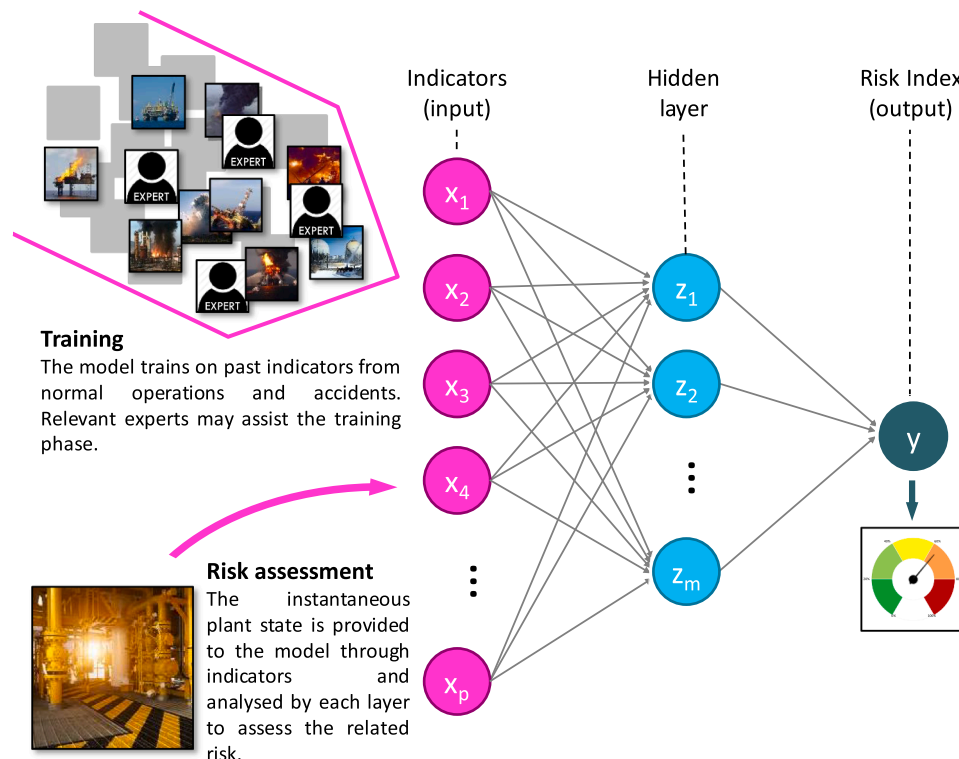 Indicators
(input)
Hidden
layer
Risk Index
(output)
EXPERT
EXPERT
EXPERT
EXPERT
Training
The model trains on past indicators from
normal operations and accidents.
Relevant experts may assist the training
phase.
x1
x2
x3
x4
xp
z1
z2
zm
y
Risk assessment
The instantaneous
plant state is provided
to the model through
indicators and
analysed by each layer
to assess the related
risk.